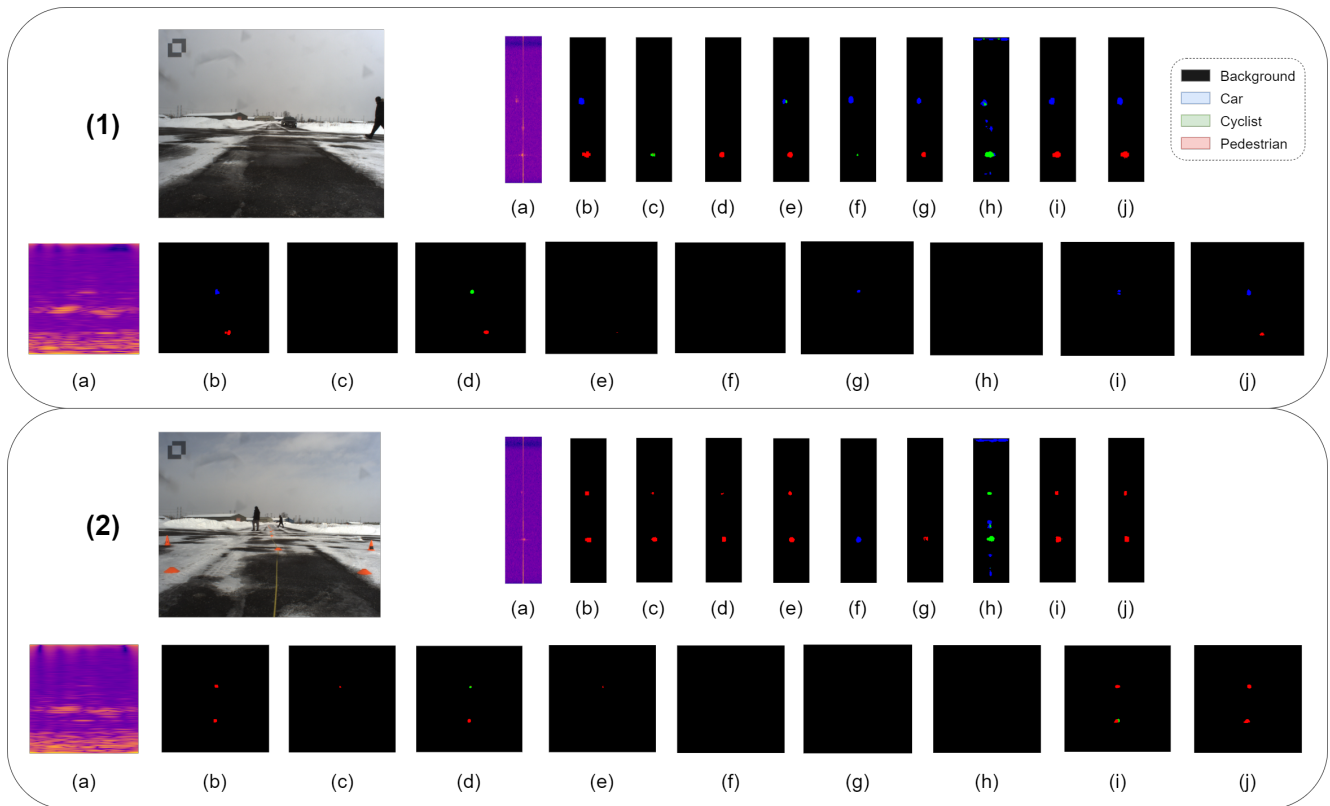 (1)
Background
Car
Cyclist
Pedestrian
(a) (b) (c) (d) (e) (f) (g) (h) (i) (j)
(a) (b) (c) (d) (e) (f) (g) (h) (i) (j)
(2)
(a) (b) (c) (d) (e) (f) (g) (h) (i) (j)
(a) (b) (c) (d) (e) (f) (g) (h) (i) (j)